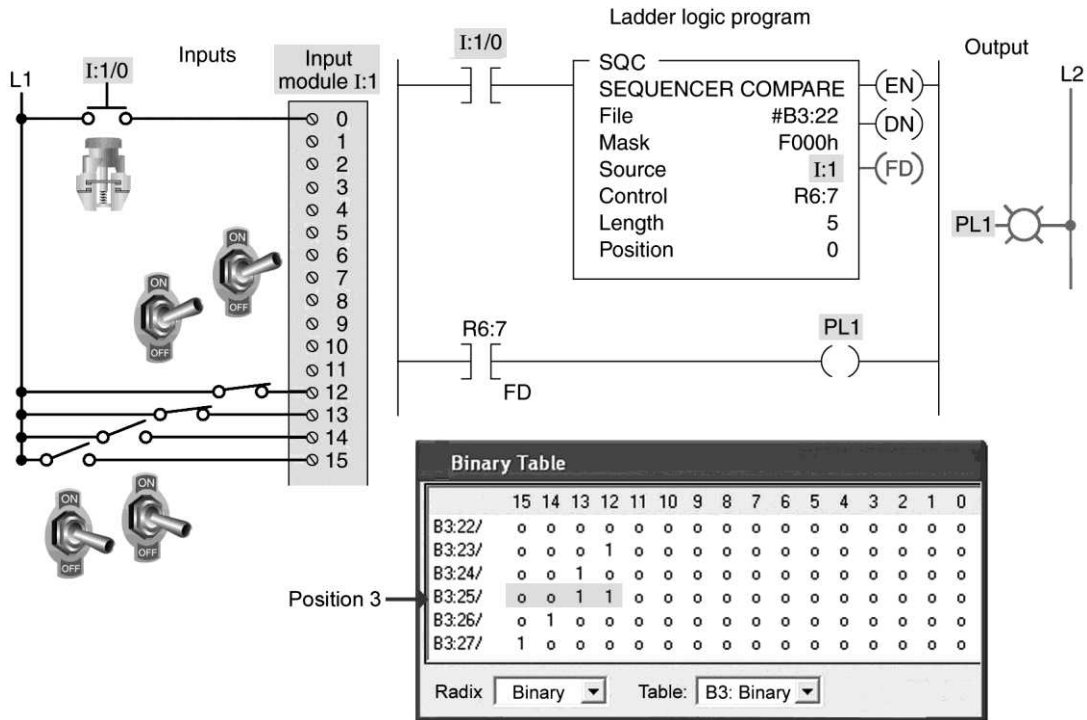 Ladder logic program
Inputs
Input
module I:1
L1
I:1/0
0
1
2
3
4
5
6
7
8
9
10
11
12
13
14
15
ON
OFF
ON
OFF
ON
OFF
ON
OFF
I:1/0
SQC
SEQUENCER COMPARE
File #B3:22
Mask F000h
Source I:1
Control R6:7
Length 5
Position 0
(EN)
(DN)
(FD)
Output
L2
PL1
R6:7
FD
PL1
Binary Table
15 14 13 12 11 10 9 8 7 6 5 4 3 2 1 0
B3:22/ o o o o o o o o o o o o o o o o
B3:23/ o o o 1 o o o o o o o o o o o o
B3:24/ o o 1 o o o o o o o o o o o o o
Position 3
B3:25/ o o 1 1 o o o o o o o o o o o o
B3:26/ o 1 o o o o o o o o o o o o o o
B3:27/ 1 o o o o o o o o o o o o o o o
Radix Binary Table: B3: Binary